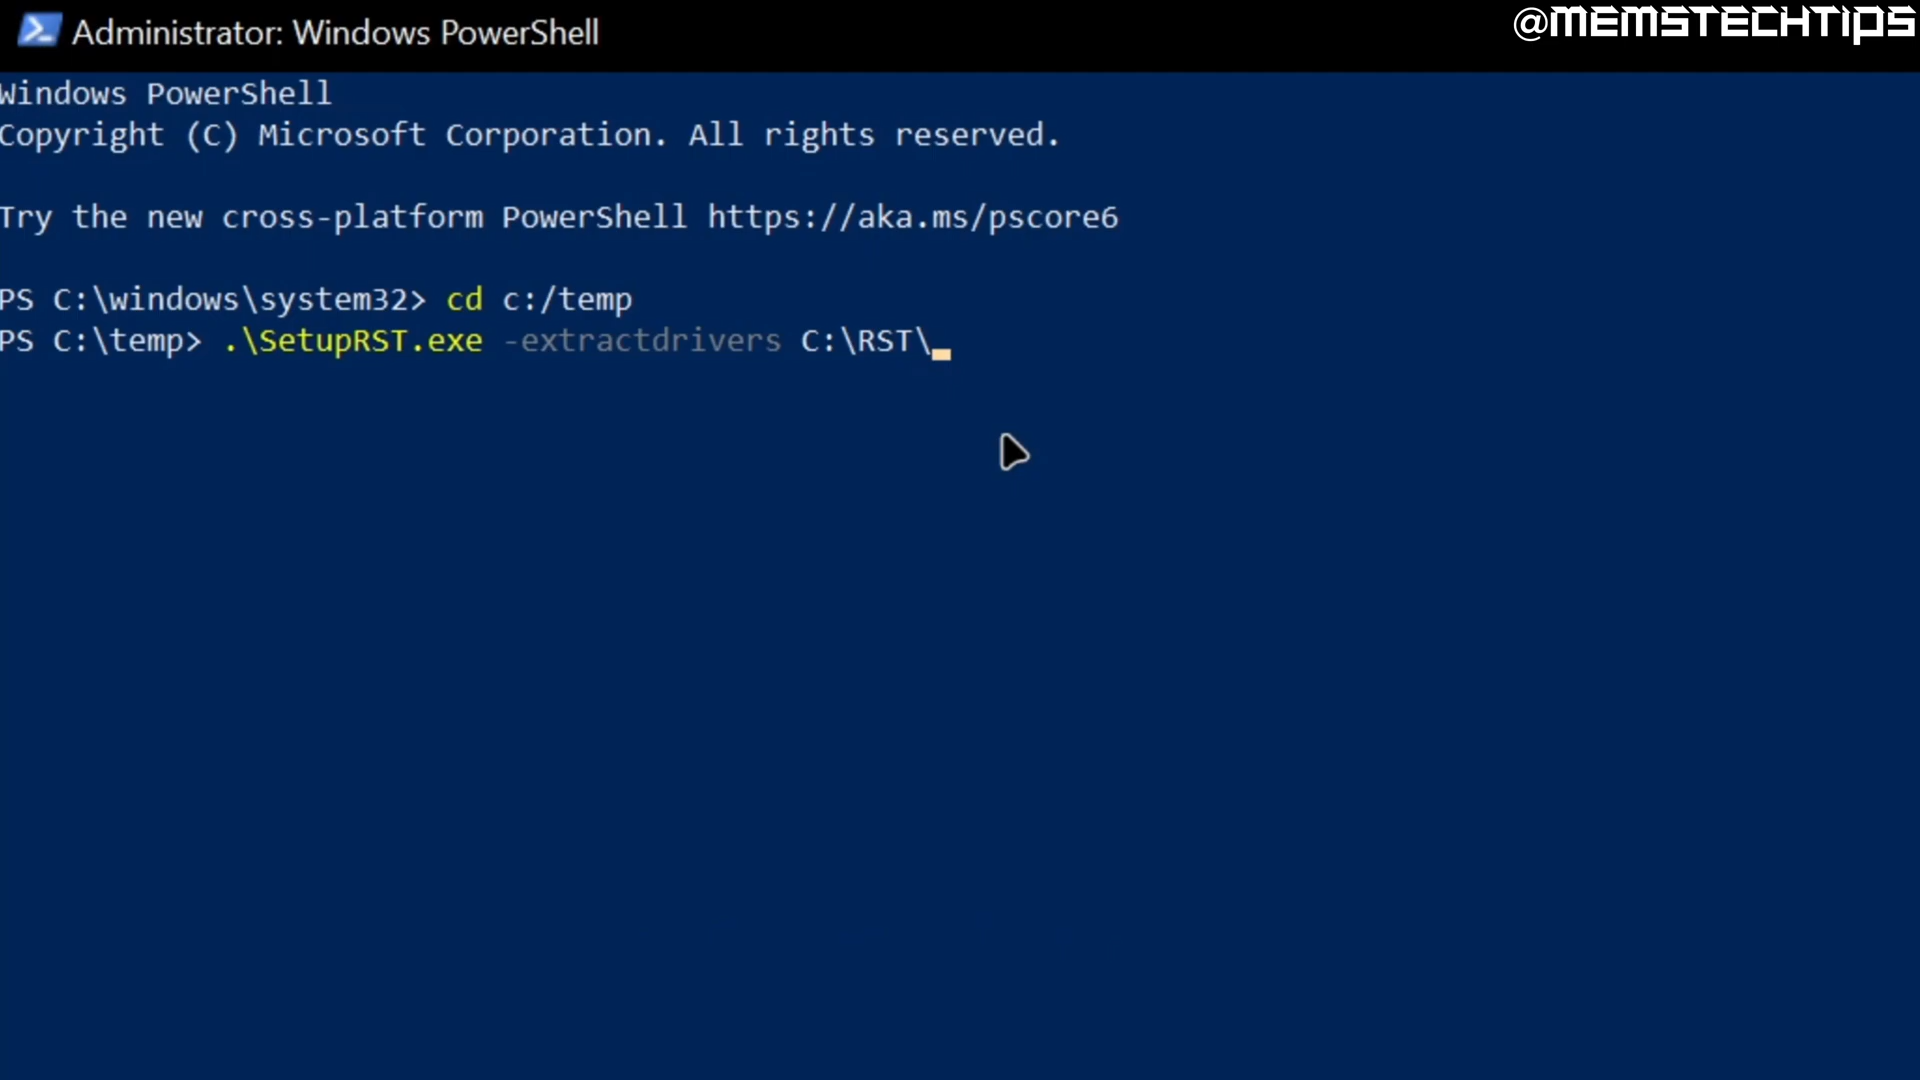 Administrator: Windows PowerShell
@MEMSTECHTIPS
Windows PowerShell
Copyright (C) Microsoft Corporation. All rights reserved.
Try the new cross-platform PowerShell https://aka.ms/pscore6
PS C:\windows\system32> cd c:/temp
PS C:\temp> .\SetupRST.exe -extractdrivers C:\RST\